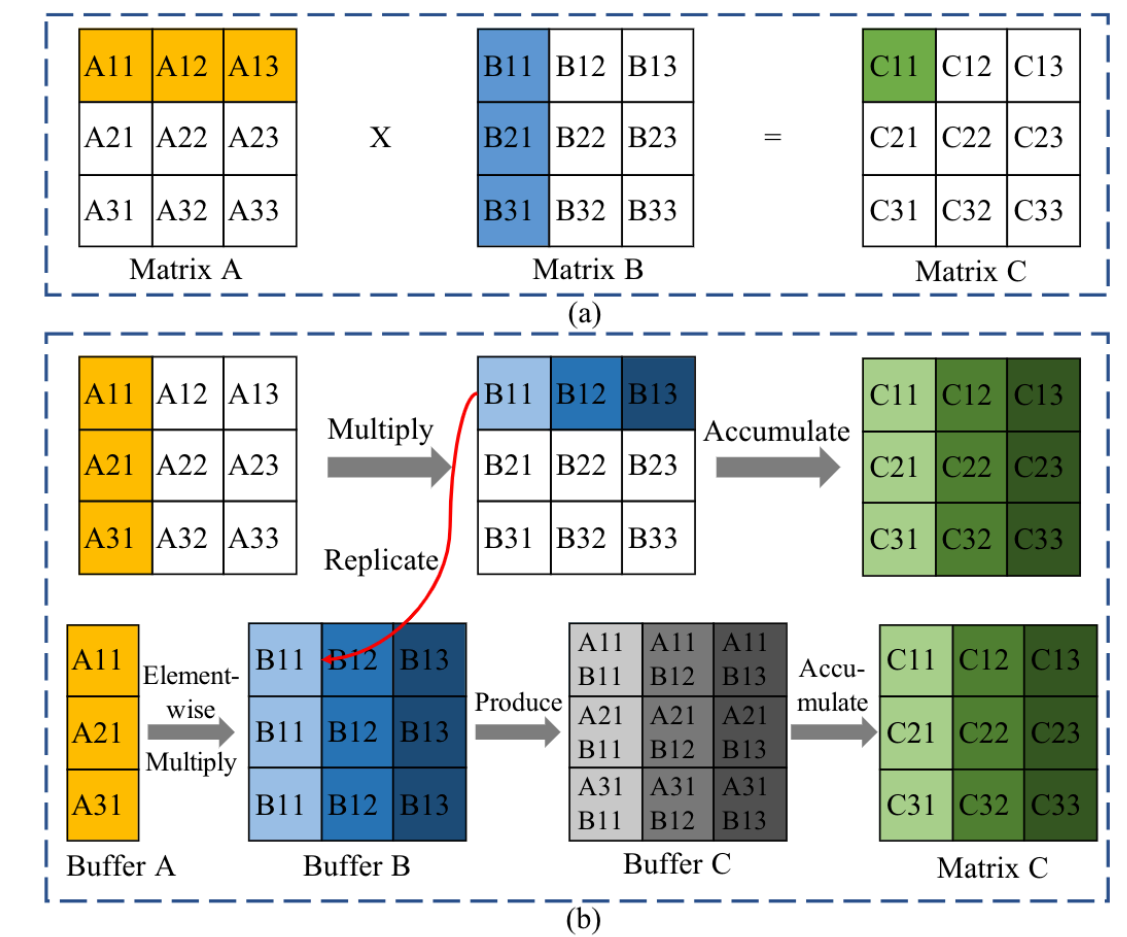 A11 A12 A13 B11 B12 B13 C11 C12 C13
A21 A22 A23 X B21 B22 B23 = C21 C22 C23
A31 A32 A33 B31 B32 B33 C31 C32 C33
Matrix A Matrix B Matrix C
(a)
A11 A12 A13 B11 B12 B13 C11 C12 C13
Multiply Accumulate
A21 A22 A23 B21 B22 B23 C21 C22 C23
A31 A32 A33 B31 B32 B33 C31 C32 C33
Replicate
A11 B11 B12 B13 A11 A11 A11 C11 C12 C13
B11 B12 B13
Element-
wise
Multiply
Produce
Accu-
mulate
A21 B11 B12 B13 A21 A21 A21 C21 C22 C23
B11 B12 B13
A31 B11 B12 B13 A31 A31 A31 C31 C32 C33
B11 B12 B13
Buffer A Buffer B Buffer C Matrix C
(b)